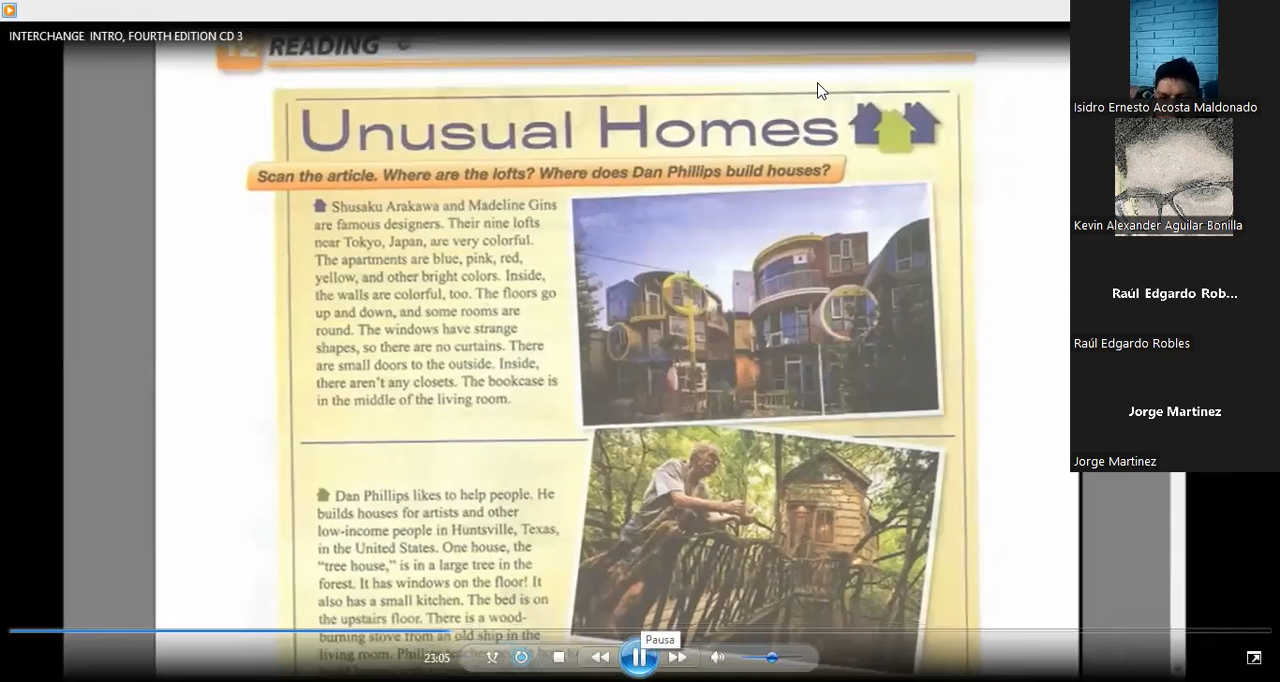 INTERCHANGE INTRO, FOURTH EDITION CD 3
12 READING
Unusual Homes
Scan the article. Where are the lofts? Where does Dan Phillips build houses?
Shusaku Arakawa and Madeline Gins
are famous designers. Their nine lofts
near Tokyo, Japan, are very colorful.
The apartments are blue, pink, red,
yellow, and other bright colors. Inside,
the walls are colorful, too. The floors go
up and down, and some rooms are
round. The windows have strange
shapes, so there are no curtains. There
are small doors to the outside. Inside,
there aren't any closets. The bookcase is
in the middle of the living room.
Dan Phillips likes to help people. He
builds houses for artists and other
low-income people in Huntsville, Texas,
in the United States. One house, the
"tree house," is in a large tree in the
forest. It has windows on the floor! It
also has a small kitchen. The bed is on
the upstairs floor. There is a wood-
burning stove from an old ship in the
living room.
Pausa
23:05
Isidro Ernesto Acosta Maldonado
Kevin Alexander Aguilar Bonilla
Raúl Edgardo Rob...
Raúl Edgardo Robles
Jorge Martinez
Jorge Martinez